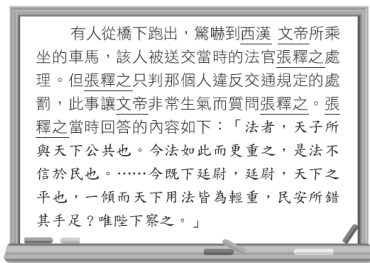 有人從橋下跑出，驚嚇到西漢 文帝所乘
坐的車馬，該人被送交當時的法官張釋之處
理。但張釋之只判那個人違反交通規定的處
罰，此事讓文帝非常生氣而質問張釋之。張
釋之當時回答的內容如下：「法者，天子所
與天下公共也。今法如此而更重之，是法不
信於民也。……今既下廷尉，廷尉，天下之
平也，一傾而天下用法皆為輕重，民安所錯
其手足？唯陛下察之。」